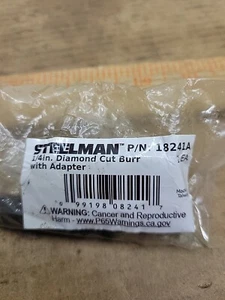 STEELMAN™ P/N: 18241A
1/4in. Diamond Cut Burr
with Adapter
99198 08241
WARNING: Cancer and Reproductive
Harm - www.P65Warnings.ca.gov